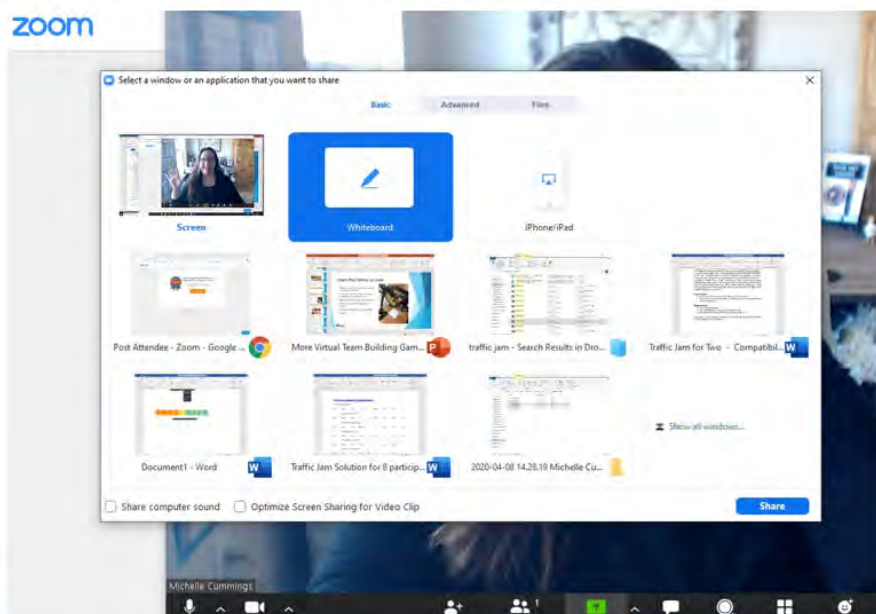 zoom
Select a window or an application that you want to share
Basic Advanced Files
Screen Whiteboard iPhone/iPad
Post Attendee - Zoom - Google ... More Virtual Team Building Gam... traffic jam - Search Results in Dro... Traffic Jam for Two - Compatibil...
Show all windows...
Document1 - Word Traffic Jam Solution for 8 particip... 2020-04-08 14.28.19 Michelle Cu...
Share computer sound Optimize Screen Sharing for Video Clip Share
Michelle Cummings
1